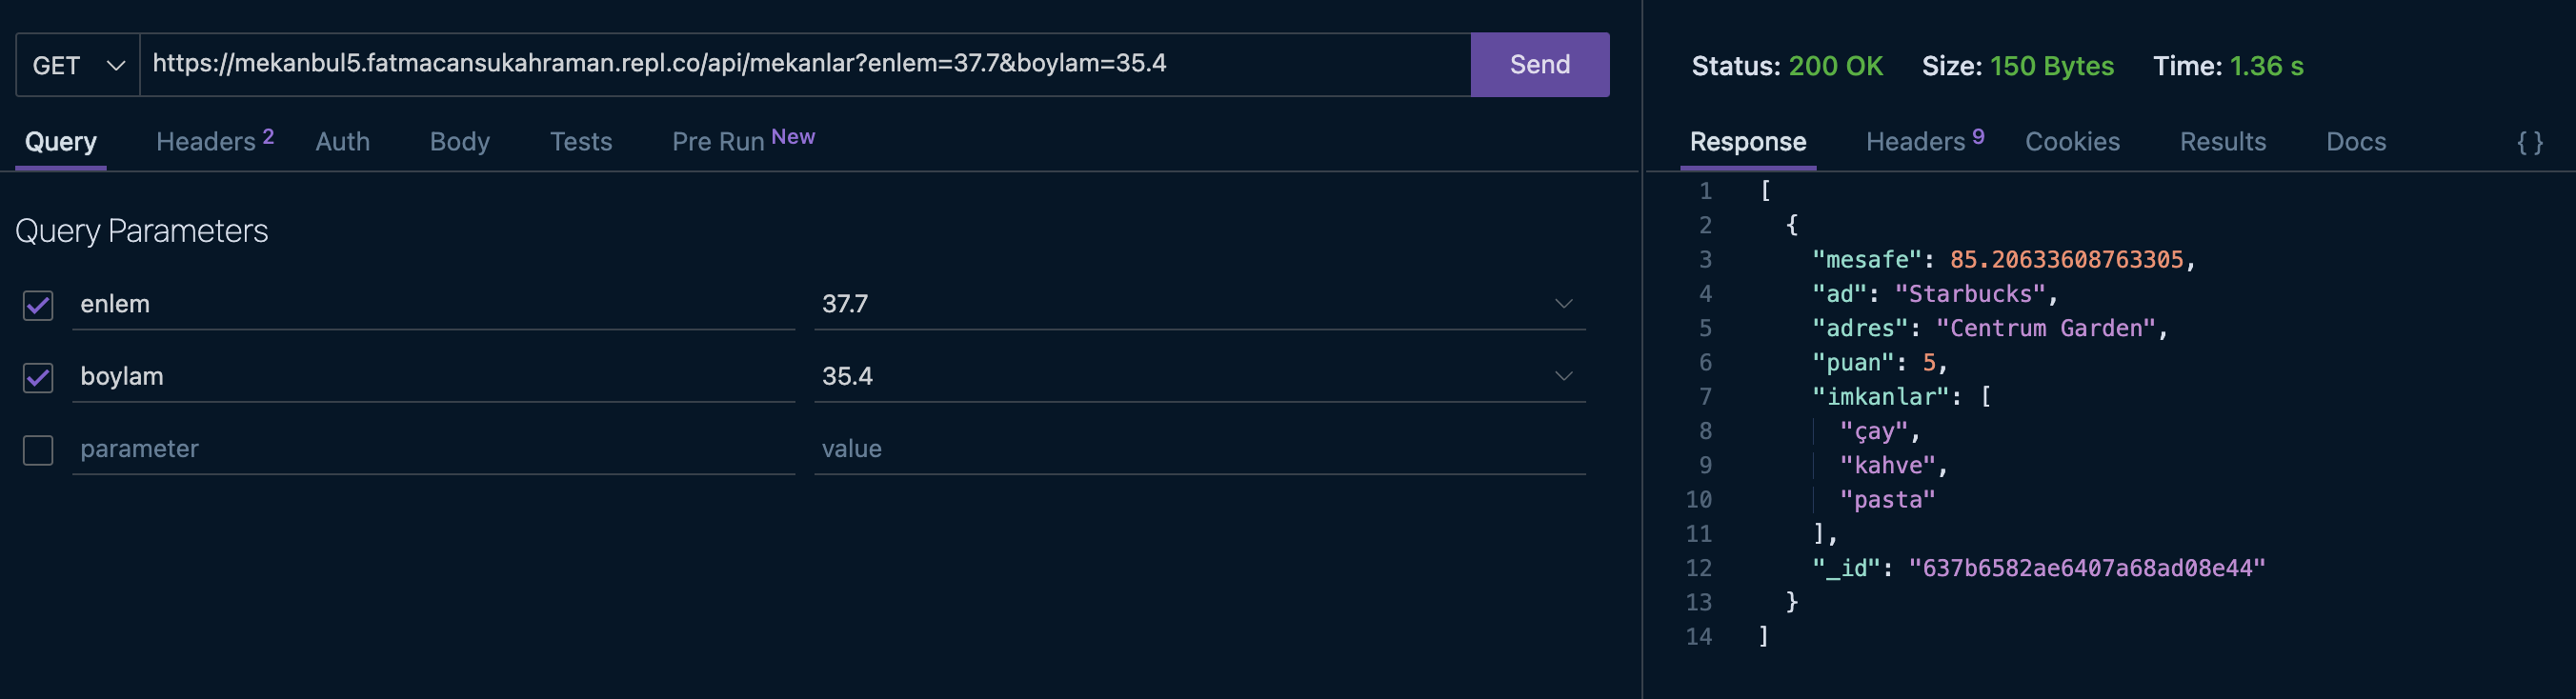 GET https://mekanbul5.fatmacansukahraman.repl.co/api/mekanlar?enlem=37.7&boylam=35.4 Send
Query Headers 2 Auth Body Tests Pre Run New
Query Parameters
enlem 37.7
boylam 35.4
parameter value
Status: 200 OK Size: 150 Bytes Time: 1.36 s
Response Headers 9 Cookies Results Docs { }
1 [
2 {
3 "mesafe": 85.20633608763305,
4 "ad": "Starbucks",
5 "adres": "Centrum Garden",
6 "puan": 5,
7 "imkanlar": [
8 "çay",
9 "kahve",
10 "pasta"
11 ],
12 "_id": "637b6582ae6407a68ad08e44"
13 }
14 ]